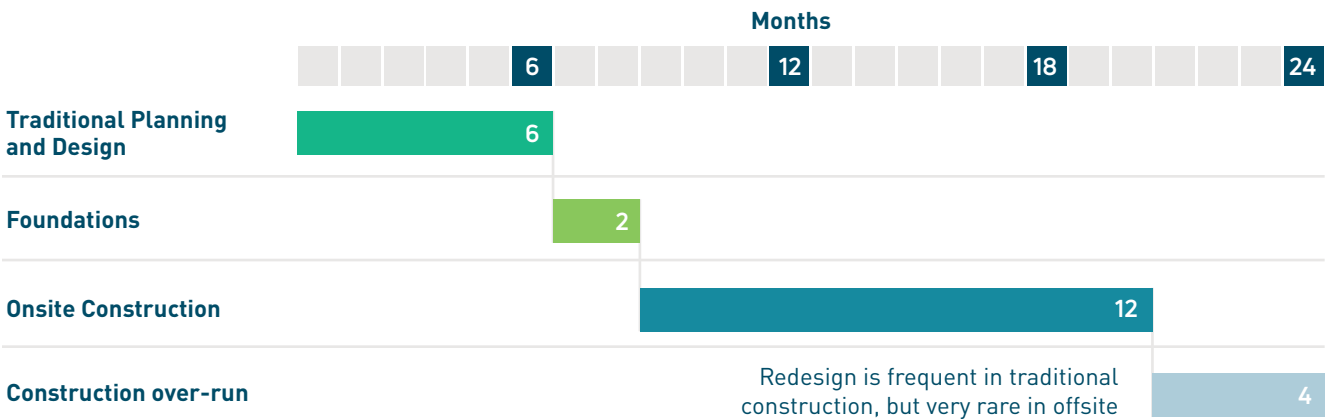 Months
6 12 18 24
Traditional Planning
and Design
6
Foundations
2
Onsite Construction
12
Construction over-run
Redesign is frequent in traditional
construction, but very rare in offsite
4